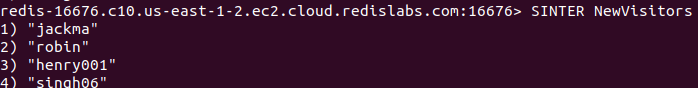 redis-16676.c10.us-east-1-2.ec2.cloud.redislabs.com:16676> SINTER NewVisitors
1) "jackma"
2) "robin"
3) "henry001"
4) "singh06"